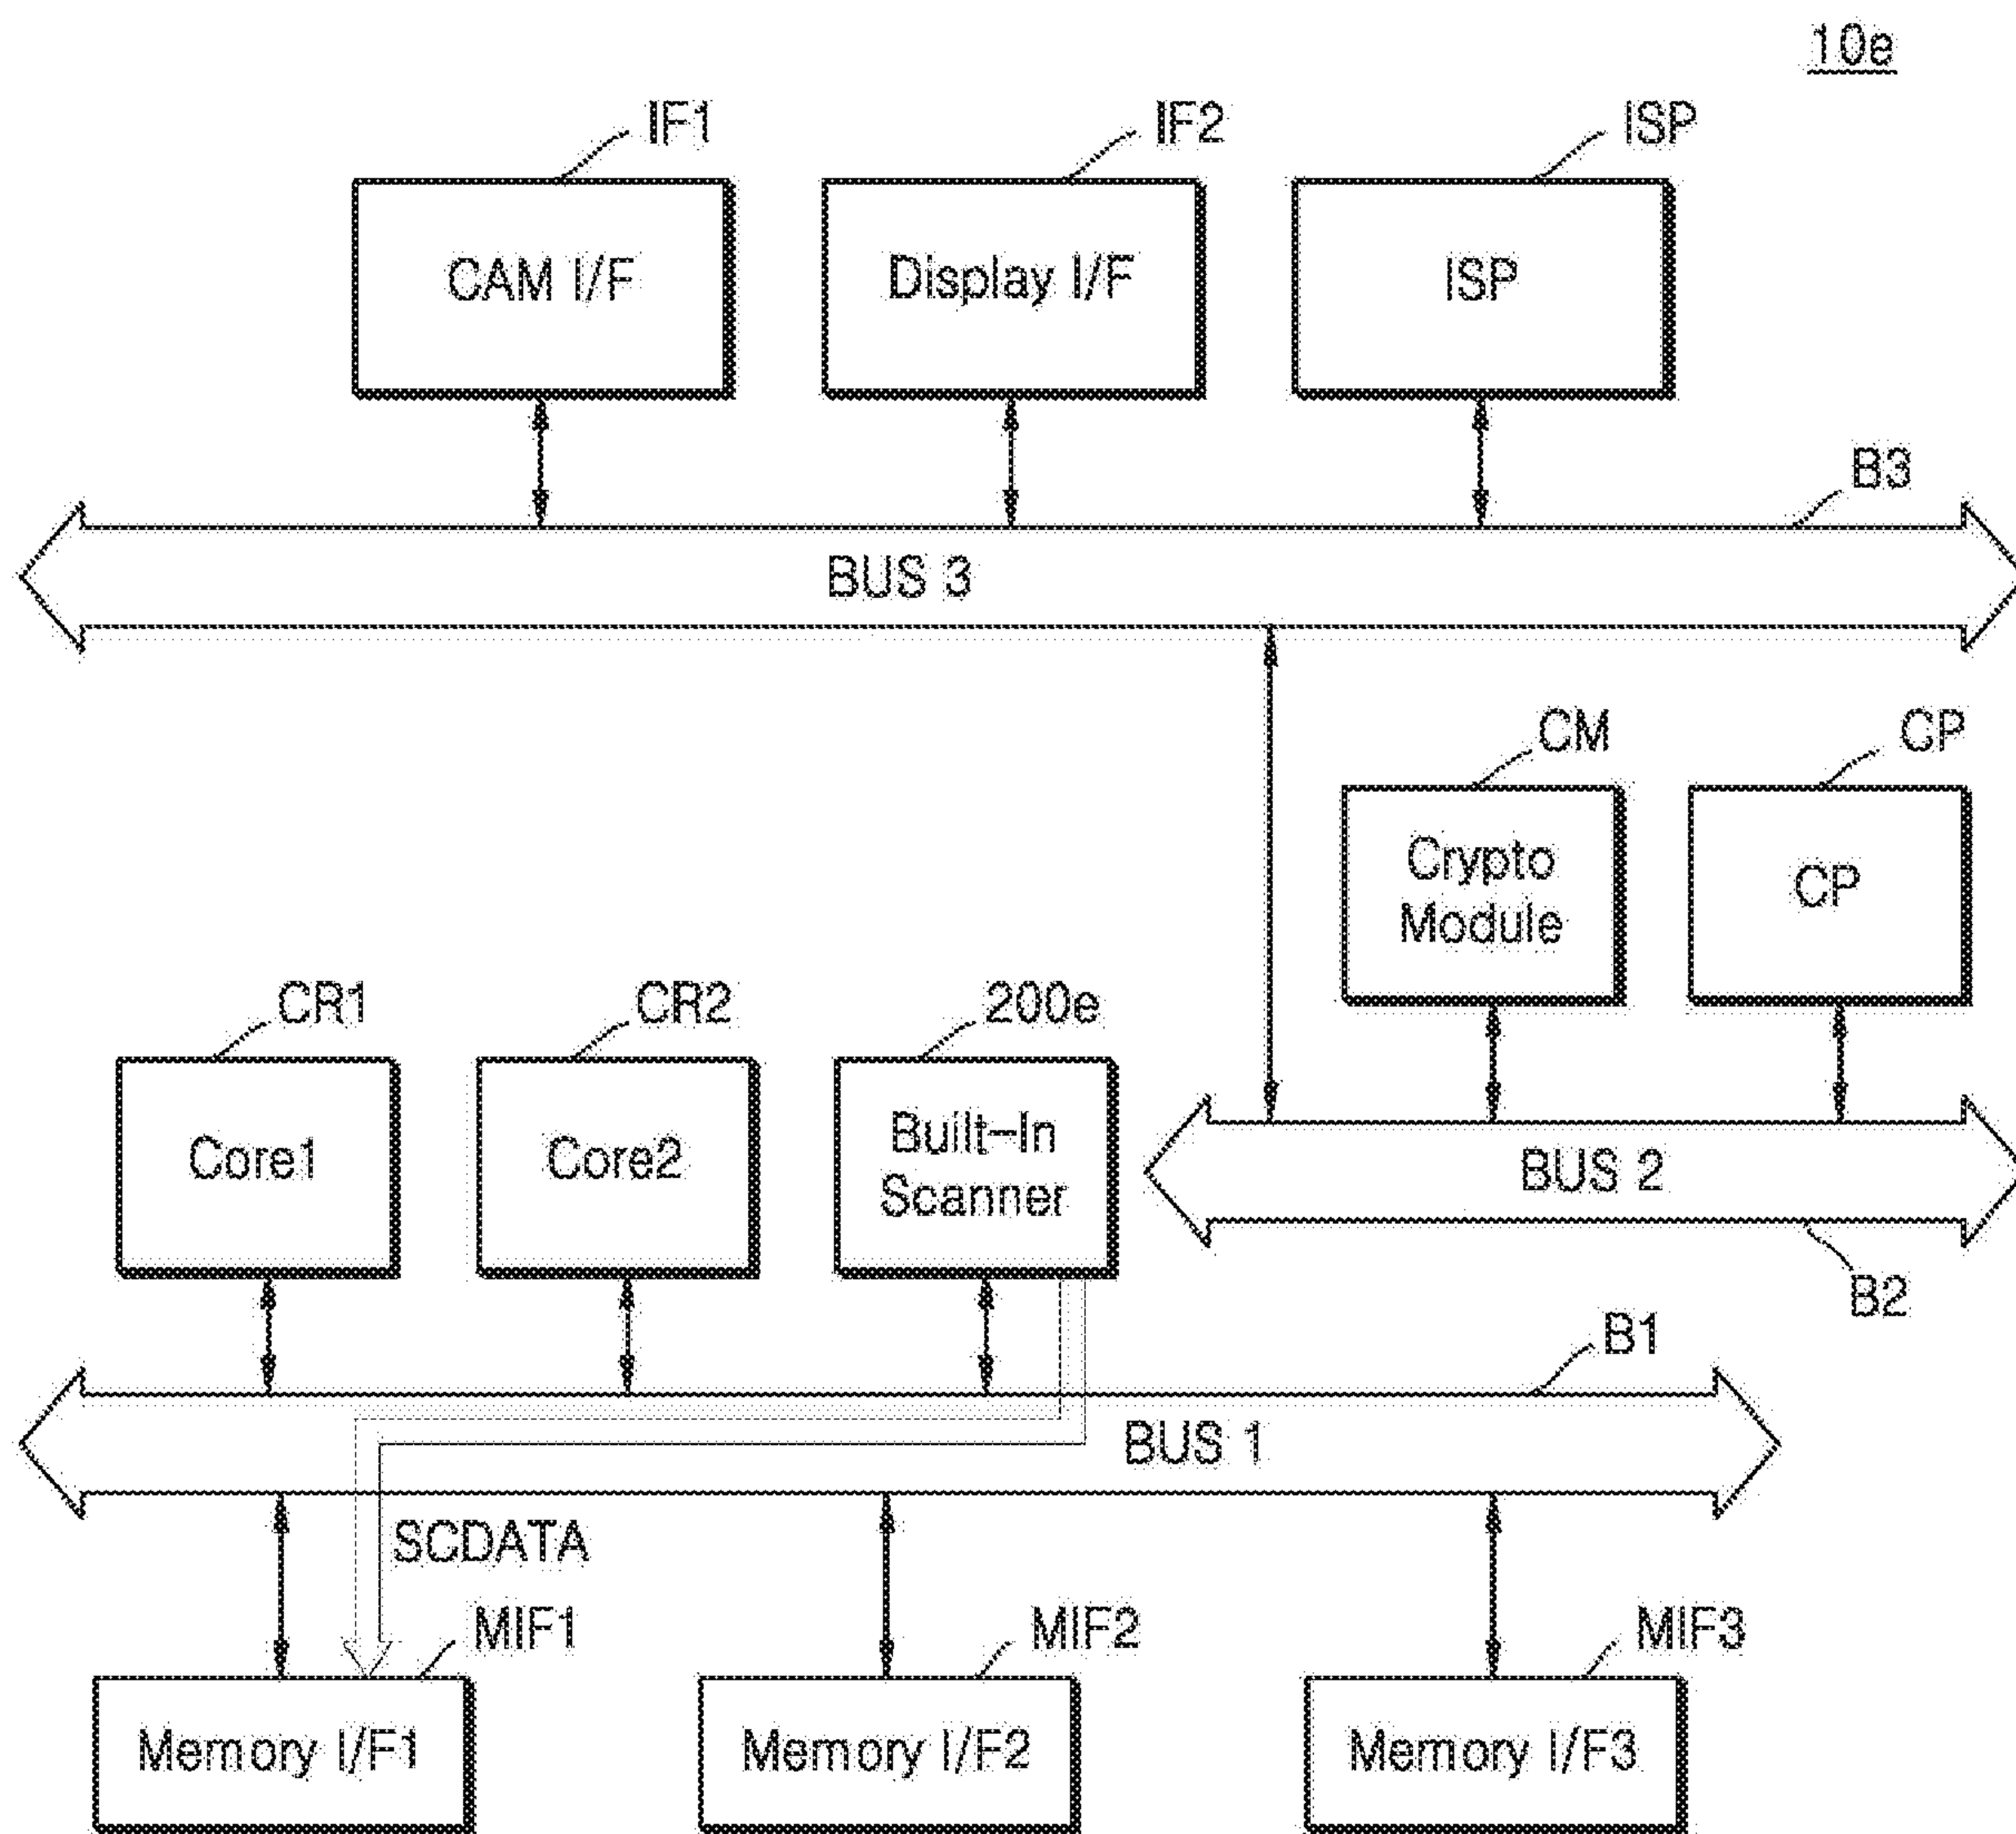 10e
IF1
IF2
ISP
CAM I/F
Display I/F
ISP
B3
BUS 3
CM
CP
Crypto
Module
CP
CR1
CR2
200e
Core1
Core2
Built-In
Scanner
BUS 2
B2
B1
BUS 1
SCDATA
MIF1
MIF2
MIF3
Memory I/F1
Memory I/F2
Memory I/F3